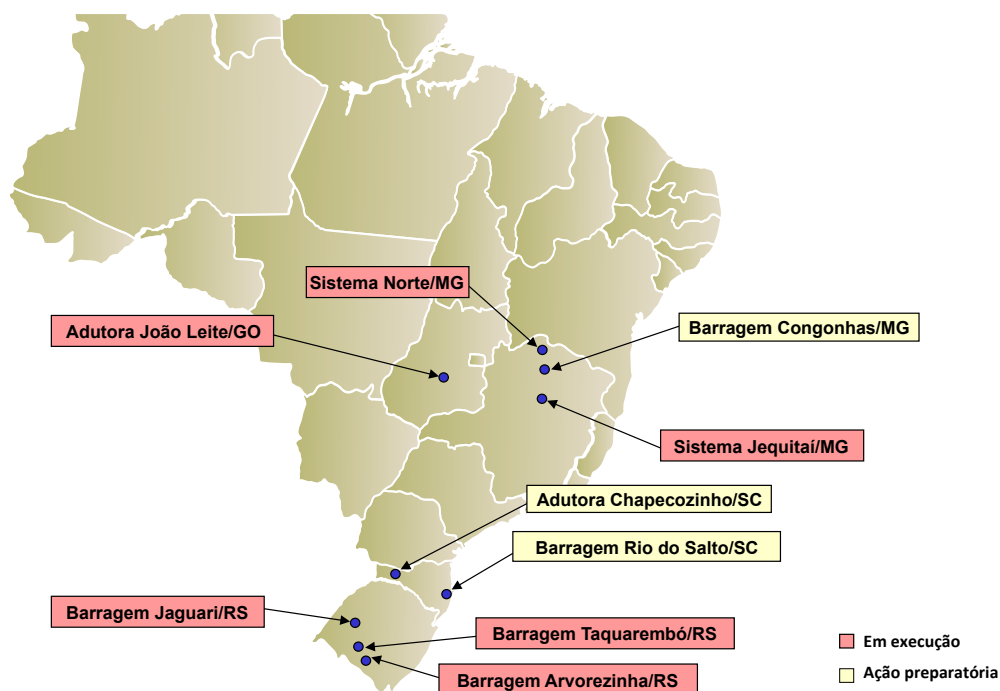 Sistema Norte/MG
Adutora João Leite/GO
Barragem Congonhas/MG
Sistema Jequitaí/MG
Adutora Chapecozinho/SC
Barragem Rio do Salto/SC
Barragem Jaguari/RS
Barragem Taquarembó/RS
Barragem Arvorezinha/RS
Em execução
Ação preparatória